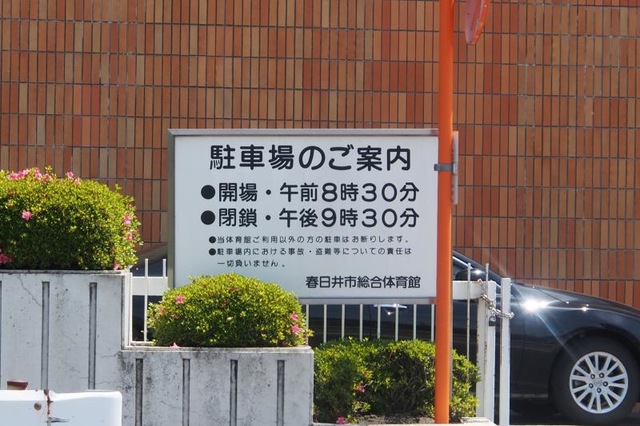 駐車場のご案内
●開場・午前8時30分
●閉鎖・午後9時30分
●当体育館ご利用以外の方の駐車はお断りします。
●駐車場内における事故・盗難等についての責任は
一切負いません。
春日井市総合体育館